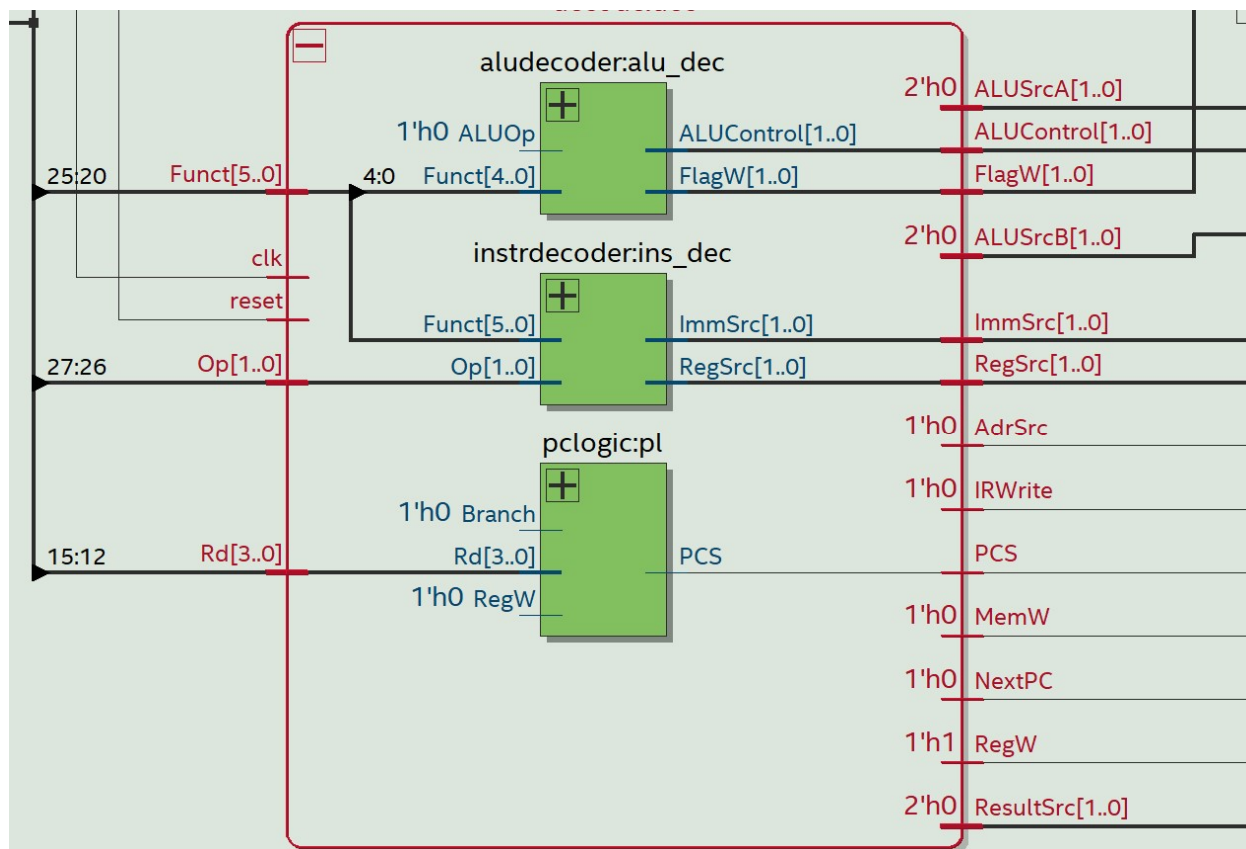 aludecoder:alu_dec
2'h0 ALUSrcA[1..0]
1'h0 ALUOp ALUControl[1..0] ALUControl[1..0]
25:20 Funct[5..0] 4:0 Funct[4..0] FlagW[1..0] FlagW[1..0]
2'h0 ALUSrcB[1..0]
instrdecoder:ins_dec
clk
reset
Funct[5..0] ImmSrc[1..0] ImmSrc[1..0]
27:26 Op[1..0] Op[1..0] RegSrc[1..0] RegSrc[1..0]
1'h0 AdrSrc
pclogic:pl
1'h0 IRWrite
1'h0 Branch
15:12 Rd[3..0] Rd[3..0] PCS PCS
1'h0 RegW
1'h0 MemW
1'h0 NextPC
1'h1 RegW
2'h0 ResultSrc[1..0]